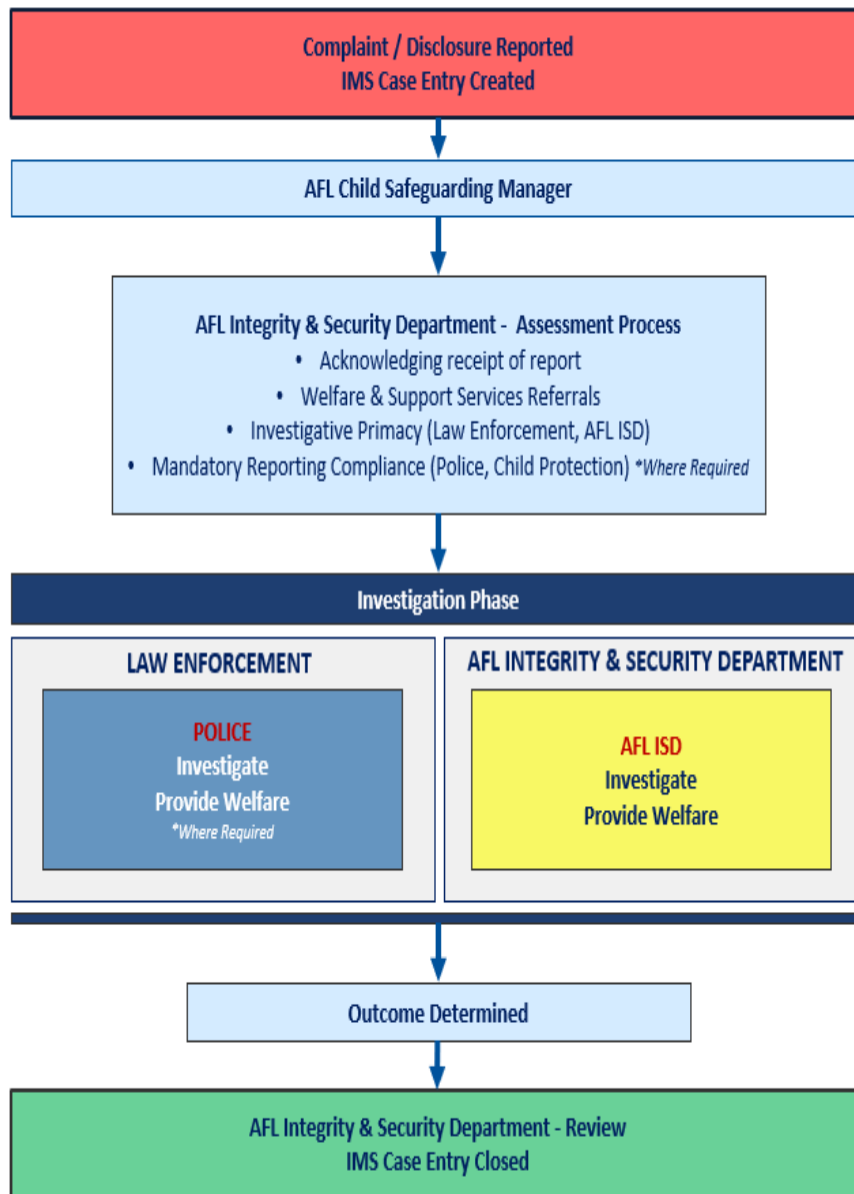 Complaint / Disclosure Reported
IMS Case Entry Created
AFL Child Safeguarding Manager
AFL Integrity & Security Department - Assessment Process
• Acknowledging receipt of report
• Welfare & Support Services Referrals
• Investigative Primacy (Law Enforcement, AFL ISD)
• Mandatory Reporting Compliance (Police, Child Protection) *Where Required
Investigation Phase
LAW ENFORCEMENT
POLICE
Investigate
Provide Welfare
*Where Required
AFL INTEGRITY & SECURITY DEPARTMENT
AFL ISD
Investigate
Provide Welfare
Outcome Determined
AFL Integrity & Security Department - Review
IMS Case Entry Closed